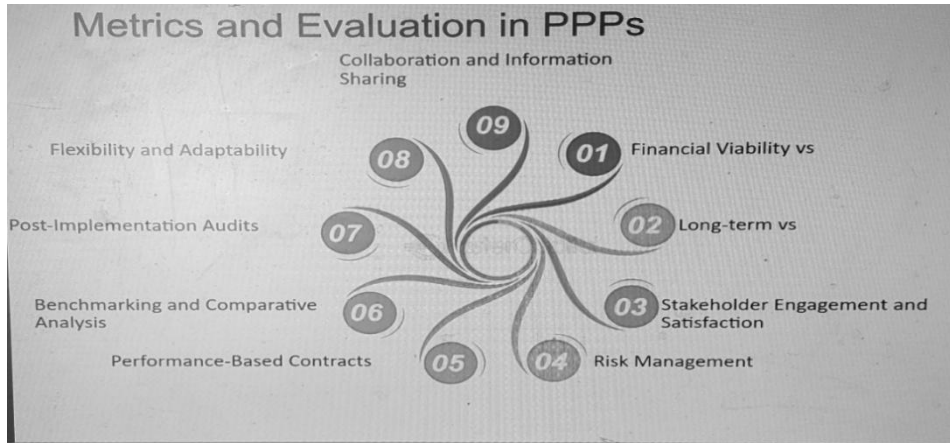 Metrics and Evaluation in PPPs
Collaboration and Information
Sharing
09
01
Financial Viability vs
02
Long-term vs
03
Stakeholder Engagement and
Satisfaction
04
Risk Management
05
Performance-Based Contracts
06
Benchmarking and Comparative
Analysis
07
Post-Implementation Audits
08
Flexibility and Adaptability